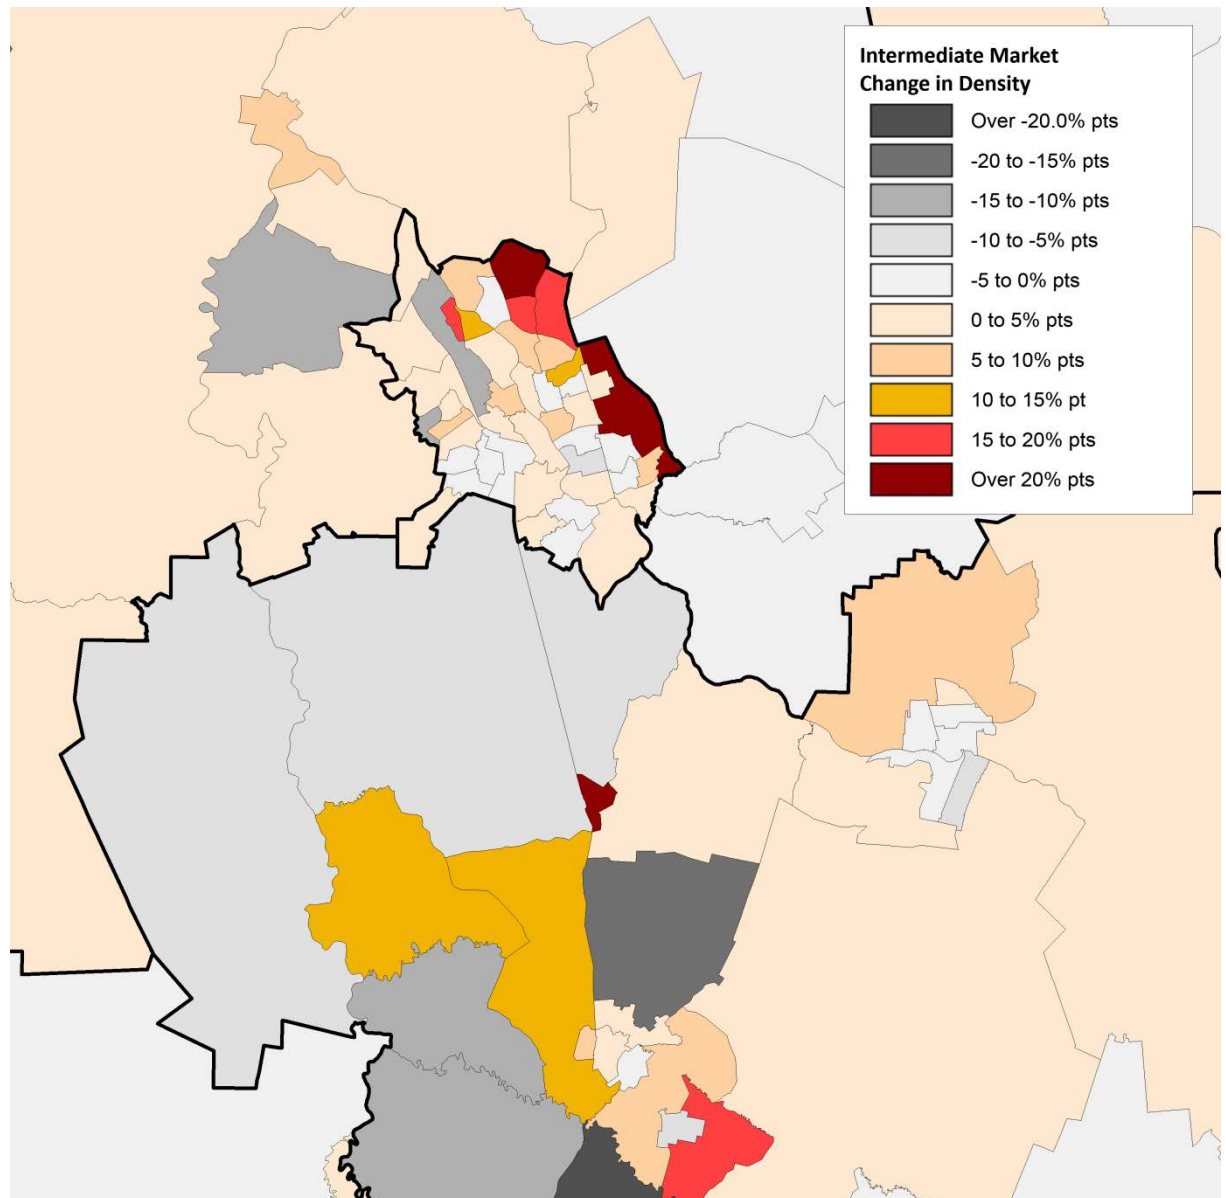 Intermediate Market
Change in Density
Over -20.0% pts
-20 to -15% pts
-15 to -10% pts
-10 to -5% pts
-5 to 0% pts
0 to 5% pts
5 to 10% pts
10 to 15% pt
15 to 20% pts
Over 20% pts